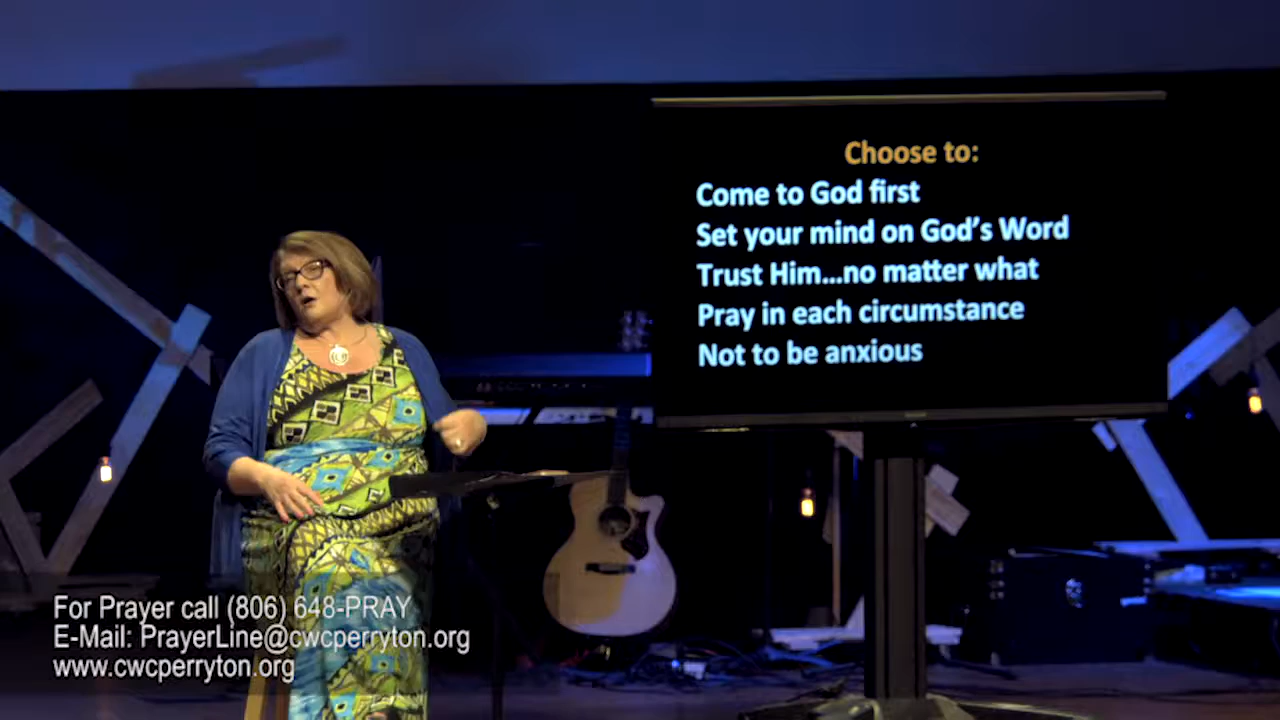 Choose to:
Come to God first
Set your mind on God's Word
Trust Him...no matter what
Pray in each circumstance
Not to be anxious
For Prayer call (806) 648-PRAY
E-Mail: PrayerLine@cwcperryton.org
www.cwcperryton.org